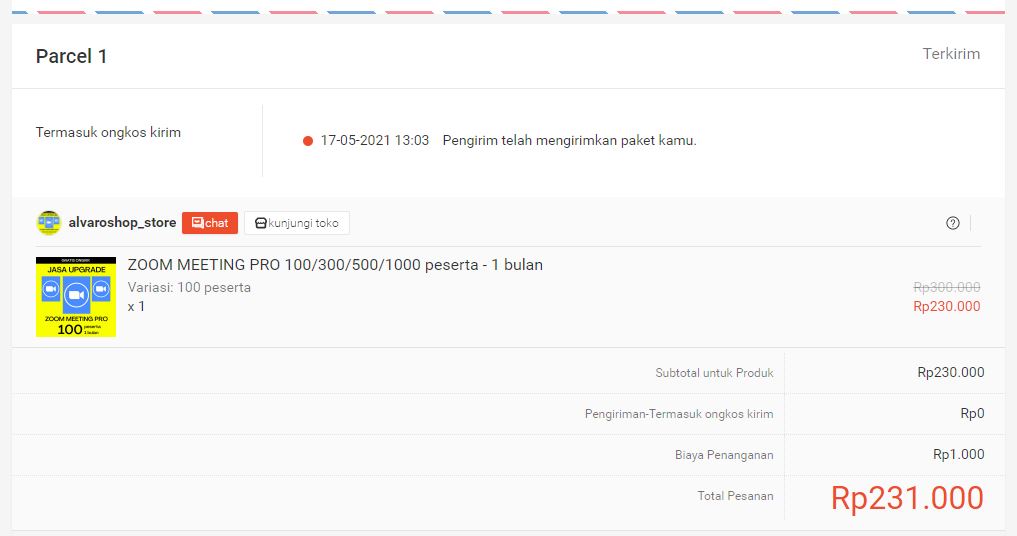 Parcel 1
Terkirim
Termasuk ongkos kirim
17-05-2021 13:03 Pengirim telah mengirimkan paket kamu.
alvaroshop_store chat kunjungi toko
GRATIS ONGKIR
JASA UPGRADE
ZOOM MEETING PRO
100 peserta
1 bulan
ZOOM MEETING PRO 100/300/500/1000 peserta - 1 bulan
Variasi: 100 peserta
x 1
Rp300.000
Rp230.000
Subtotal untuk Produk Rp230.000
Pengiriman-Termasuk ongkos kirim Rp0
Biaya Penanganan Rp1.000
Total Pesanan Rp231.000